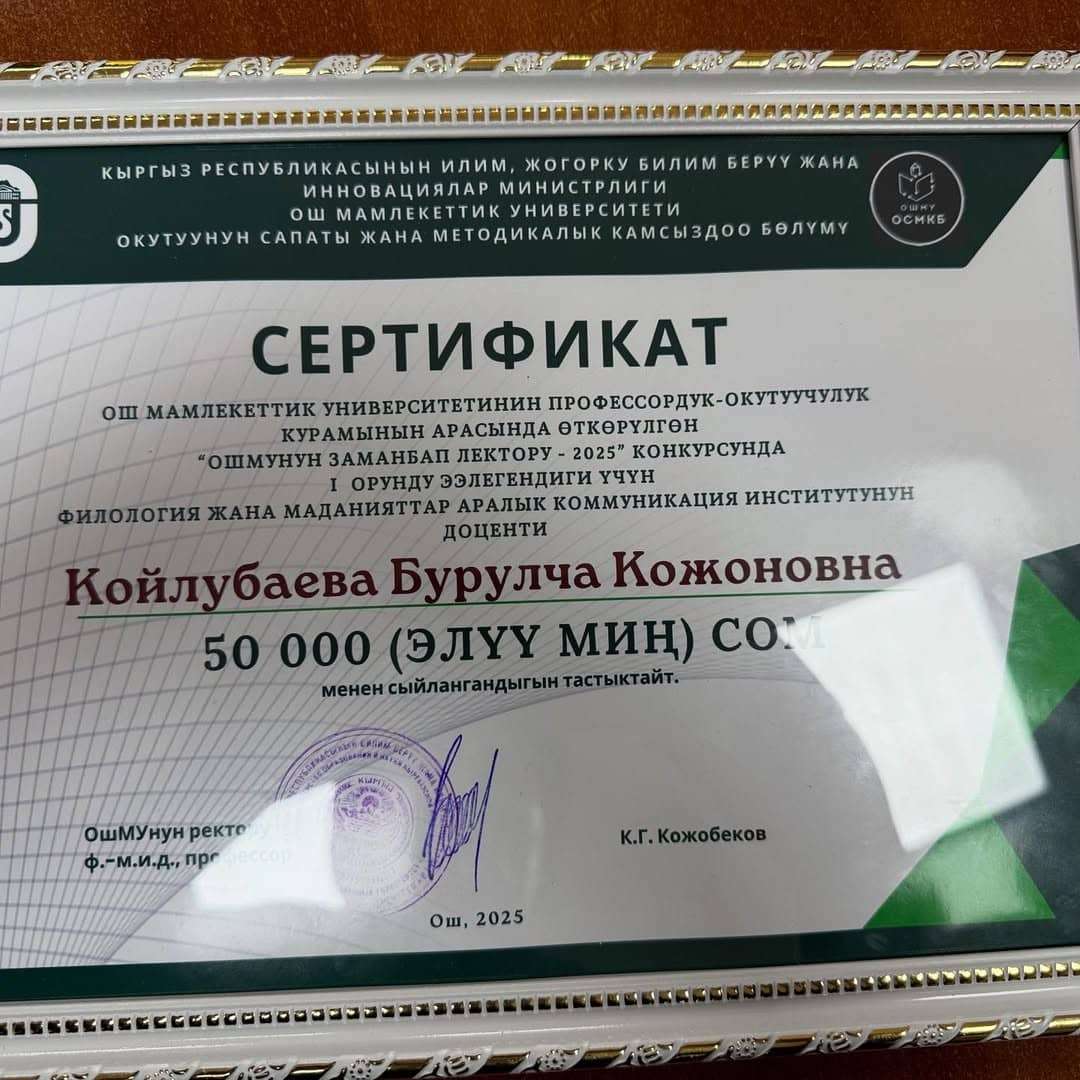 КЫРГЫЗ РЕСПУБЛИКАСЫНЫН ИЛИМ, ЖОГОРКУ БИЛИМ БЕРҮҮ ЖАНА
ИННОВАЦИЯЛАР МИНИСТРЛИГИ
ОШ МАМЛЕКЕТТИК УНИВЕРСИТЕТИ
ОКУТУУНУН САПАТЫ ЖАНА МЕТОДИКАЛЫК КАМСЫЗДОО БӨЛҮМҮ
ОШМУ
ОСМКБ
СЕРТИФИКАТ
ОШ МАМЛЕКЕТТИК УНИВЕРСИТЕТИНИН ПРОФЕССОРДУК-ОКУТУУЧУЛУК
КУРАМЫНЫН АРАСЫНДА ӨТКӨРҮЛГӨН
“ОШМУНУН ЗАМАНБАП ЛЕКТОРУ - 2025” КОНКУРСУНДА
I ОРУНДУ ЭЭЛЕГЕНДИГИ ҮЧҮН
ФИЛОЛОГИЯ ЖАНА МАДАНИЯТТАР АРАЛЫК КОММУНИКАЦИЯ ИНСТИТУТУНУН
ДОЦЕНТИ
Койлубаева Бурулча Кожоновна
50 000 (ЭЛҮҮ МИҢ) СОМ
менен сыйлангандыгын тастыктайт.
ОшМУнун ректору
ф.-м.и.д., профессор
К.Г. Кожобеков
Ош, 2025